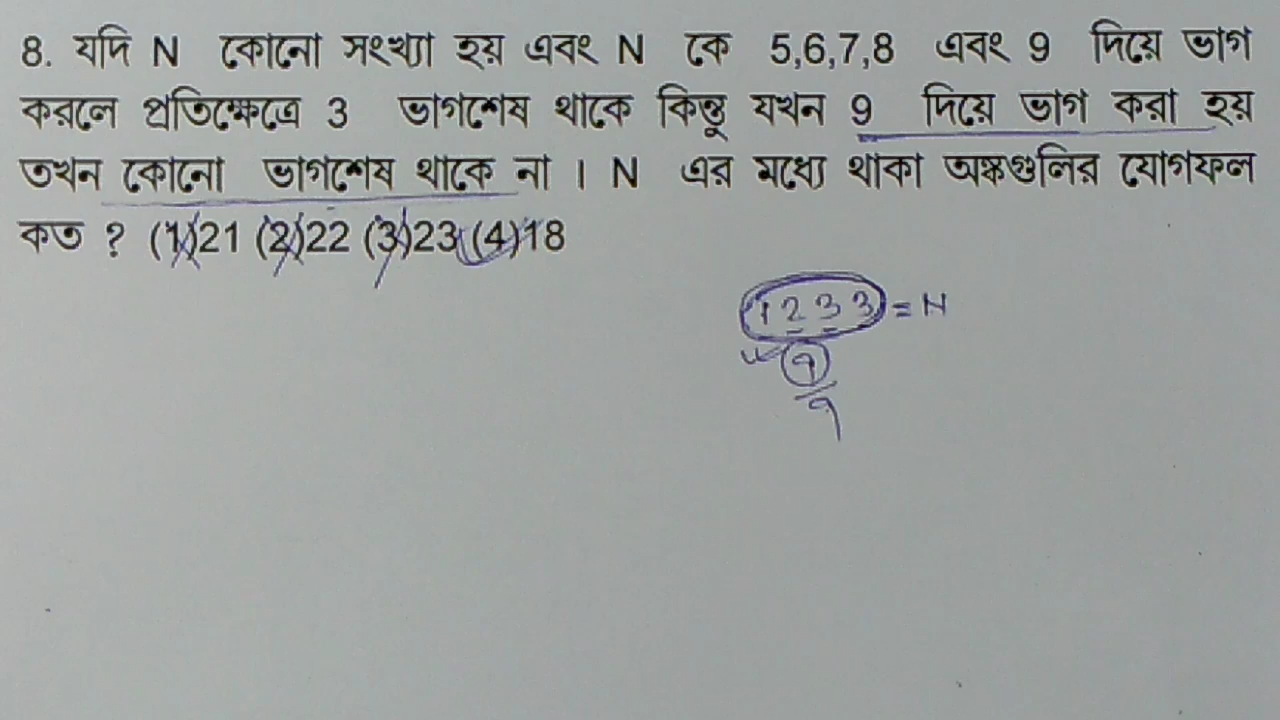 8. যদি N কোনো সংখ্যা হয় এবং N কে 5,6,7,8 এবং 9 দিয়ে ভাগ
করলে প্রতিক্ষেত্রে 3 ভাগশেষ থাকে কিন্তু যখন 9 দিয়ে ভাগ করা হয়
তখন কোনো ভাগশেষ থাকে না । N এর মধ্যে থাকা অঙ্কগুলির যোগফল
কত ? (1)21 (2)22 (3)23 (4)18
1233 = N
9
9